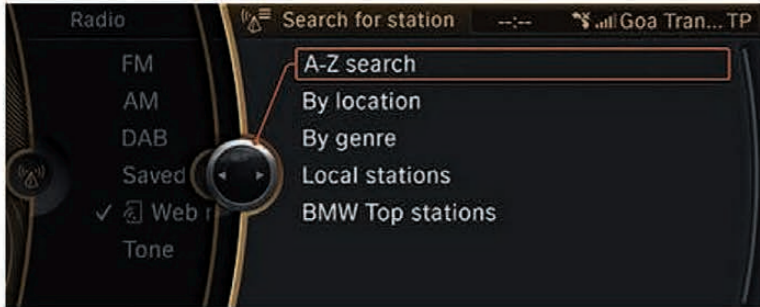 Radio
Search for station --:-- Goa Tran... TP
FM
AM
DAB
Saved
Web r
Tone
A-Z search
By location
By genre
Local stations
BMW Top stations